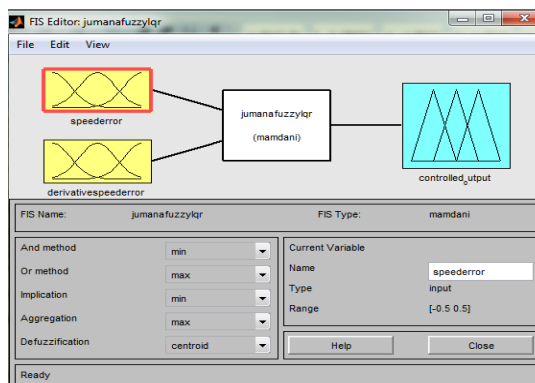 FIS Editor: jumanafuzzylqr
File Edit View
speederror
derivativespeederror
jumanafuzzylqr
(mamdani)
controlledoutput
FIS Name: jumanafuzzylqr FIS Type: mamdani
And method min
Or method max
Implication min
Aggregation max
Defuzzification centroid
Current Variable
Name speederror
Type input
Range [-0.5 0.5]
Help Close
Ready